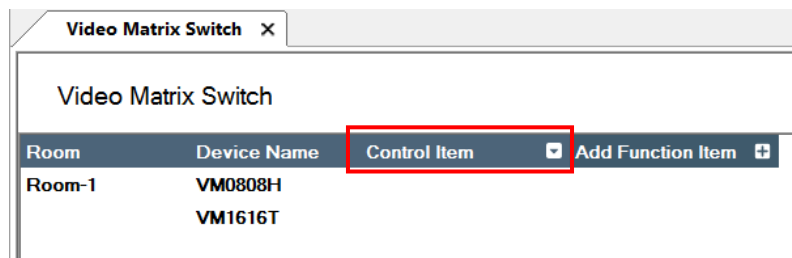 Video Matrix Switch
Video Matrix Switch
Room Device Name Control Item Add Function Item
Room-1 VM0808H
VM1616T